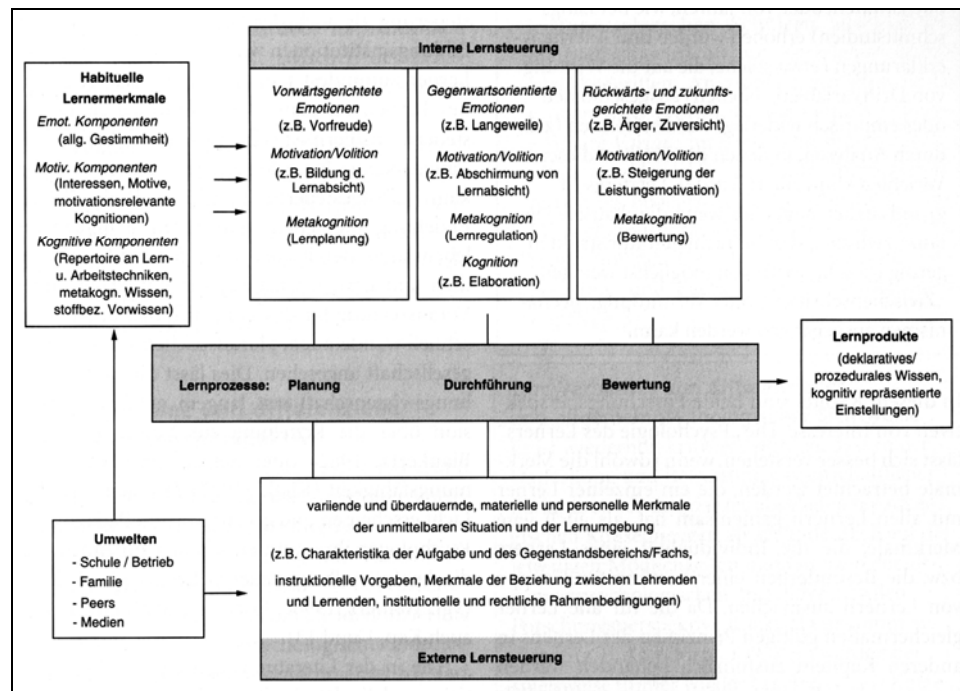 Interne Lernsteuerung
Habituelle
Lernermerkmale
Emot. Komponenten
(allg. Gestimmheit)
Motiv. Komponenten
(Interessen, Motive,
motivationsrelevante
Kognitionen)
Kognitive Komponenten
(Repertoire an Lern-
u. Arbeitstechniken,
metakogn. Wissen,
stoffbez. Vorwissen)
Vorwärtsgerichtete
Emotionen
(z.B. Vorfreude)
Motivation/Volition
(z.B. Bildung d.
Lernabsicht)
Metakognition
(Lernplanung)
Gegenwartsorientierte
Emotionen
(z.B. Langeweile)
Motivation/Volition
(z.B. Abschirmung von
Lernabsicht)
Metakognition
(Lernregulation)
Kognition
(z.B. Elaboration)
Rückwärts- und zukunfts-
gerichtete Emotionen
(z.B. Ärger, Zuversicht)
Motivation/Volition
(z.B. Steigerung der
Leistungsmotivation)
Metakognition
(Bewertung)
Lernprozesse: Planung Durchführung Bewertung
Lernprodukte
(deklaratives/
prozedurales Wissen,
kognitiv repräsentierte
Einstellungen)
Umwelten
- Schule / Betrieb
- Familie
- Peers
- Medien
variiende und überdauernde, materielle und personelle Merkmale
der unmittelbaren Situation und der Lernumgebung
(z.B. Charakteristika der Aufgabe und des Gegenstandsbereichs/Fachs,
instruktionelle Vorgaben, Merkmale der Beziehung zwischen Lehrenden
und Lernenden, institutionelle und rechtliche Rahmenbedingungen)
Externe Lernsteuerung